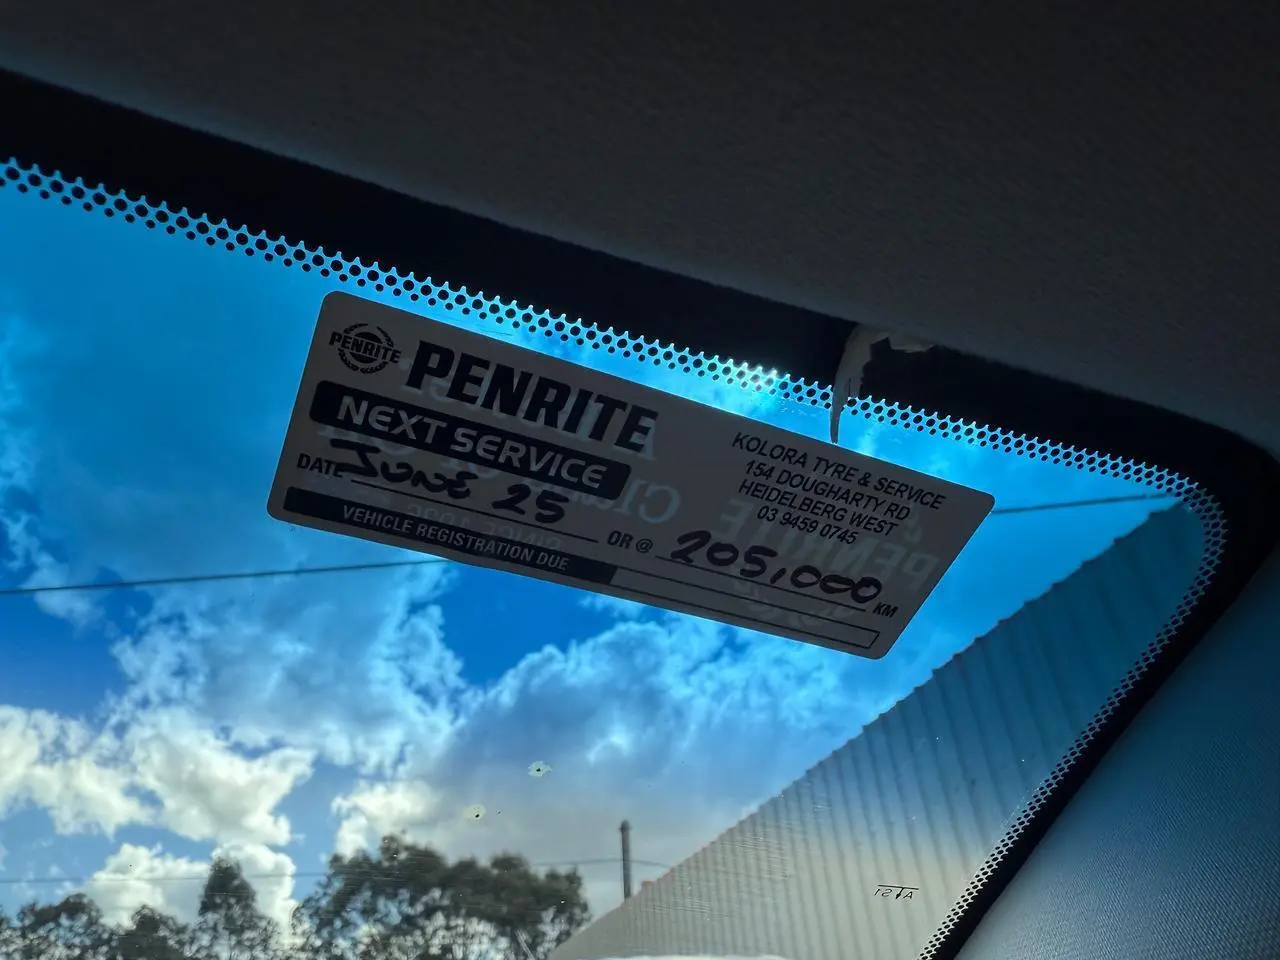 PENRITE
PENRITE
NEXT SERVICE
DATE JUNE 25
OR @ 205,000 KM
VEHICLE REGISTRATION DUE
KOLORA TYRE & SERVICE
154 DOUGHARTY RD
HEIDELBERG WEST
03 9459 0745